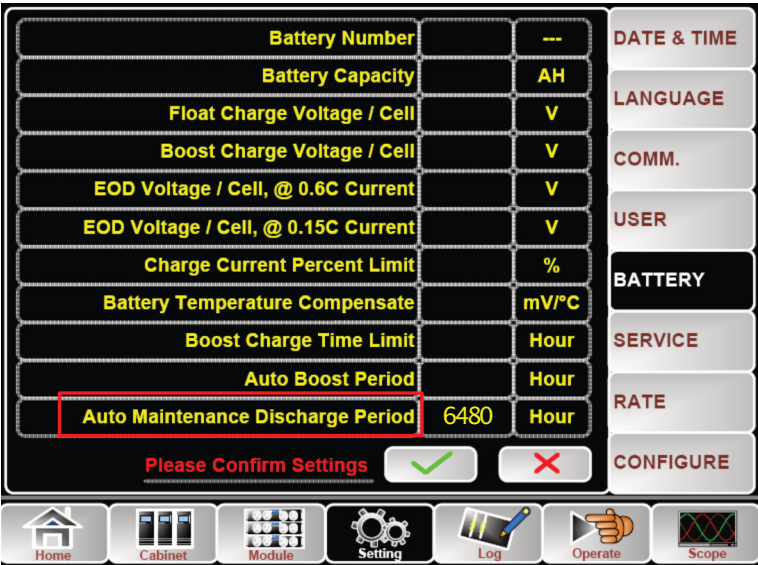 Battery Number ---
Battery Capacity AH
Float Charge Voltage / Cell V
Boost Charge Voltage / Cell V
EOD Voltage / Cell, @ 0.6C Current V
EOD Voltage / Cell, @ 0.15C Current V
Charge Current Percent Limit %
Battery Temperature Compensate mV/°C
Boost Charge Time Limit Hour
Auto Boost Period Hour
Auto Maintenance Discharge Period 6480 Hour
Please Confirm Settings
DATE & TIME
LANGUAGE
COMM.
USER
BATTERY
SERVICE
RATE
CONFIGURE
Home Cabinet Module Setting Log Operate Scope